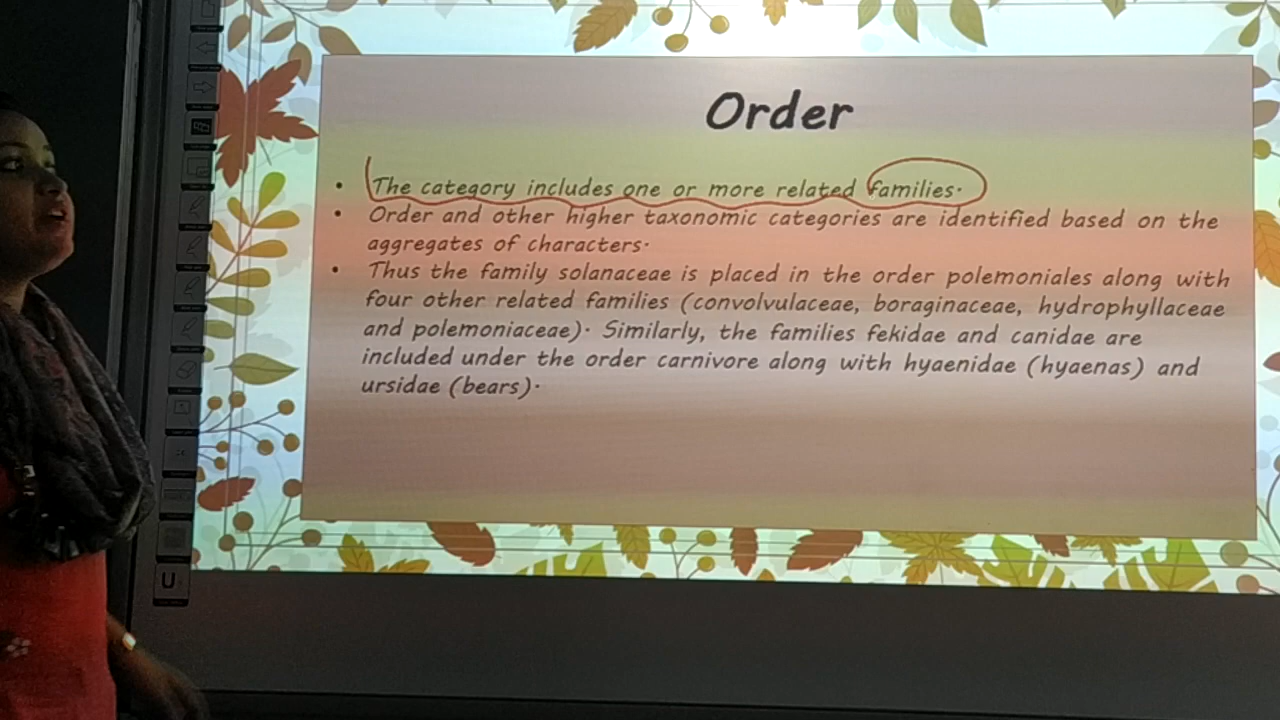 Order
• The category includes one or more related families.
• Order and other higher taxonomic categories are identified based on the
aggregates of characters.
• Thus the family solanaceae is placed in the order polemoniales along with
four other related families (convolvulaceae, boraginaceae, hydrophyllaceae
and polemoniaceae). Similarly, the families fekidae and canidae are
included under the order carnivore along with hyaenidae (hyaenas) and
ursidae (bears).
U